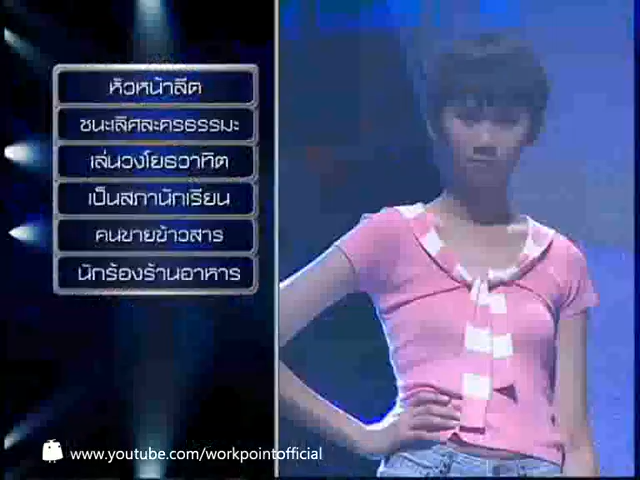 หัวหน้าลีด
ชนะเลิศละครธรรมะ
เล่นวงโยธวาทิต
เป็นสภานักเรียน
คนขายข้าวสาร
นักร้องร้านอาหาร
www.youtube.com/workpointofficial